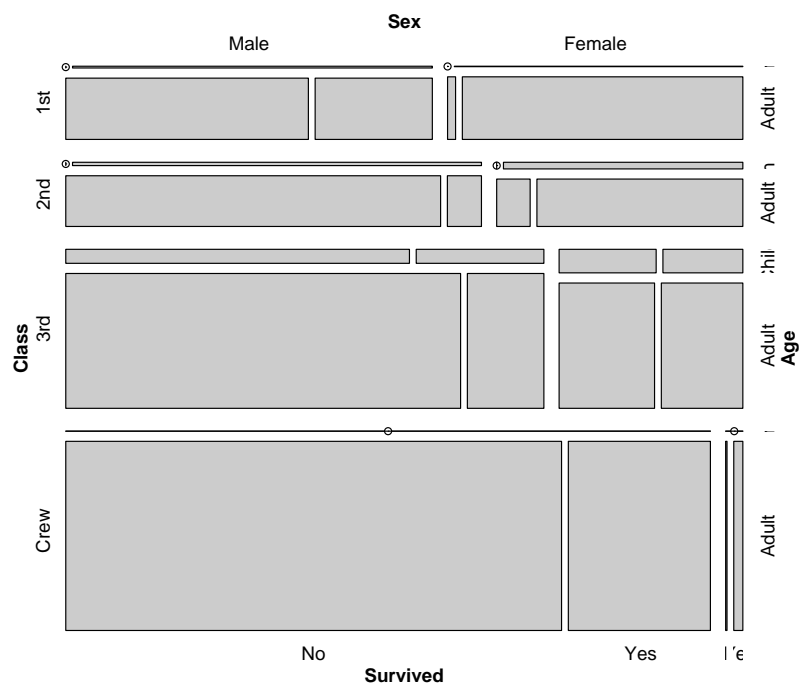 Sex
Male Female
1st Adult
2nd Adult
Class 3rd Adult Age
Crew Adult
No Yes
Survived